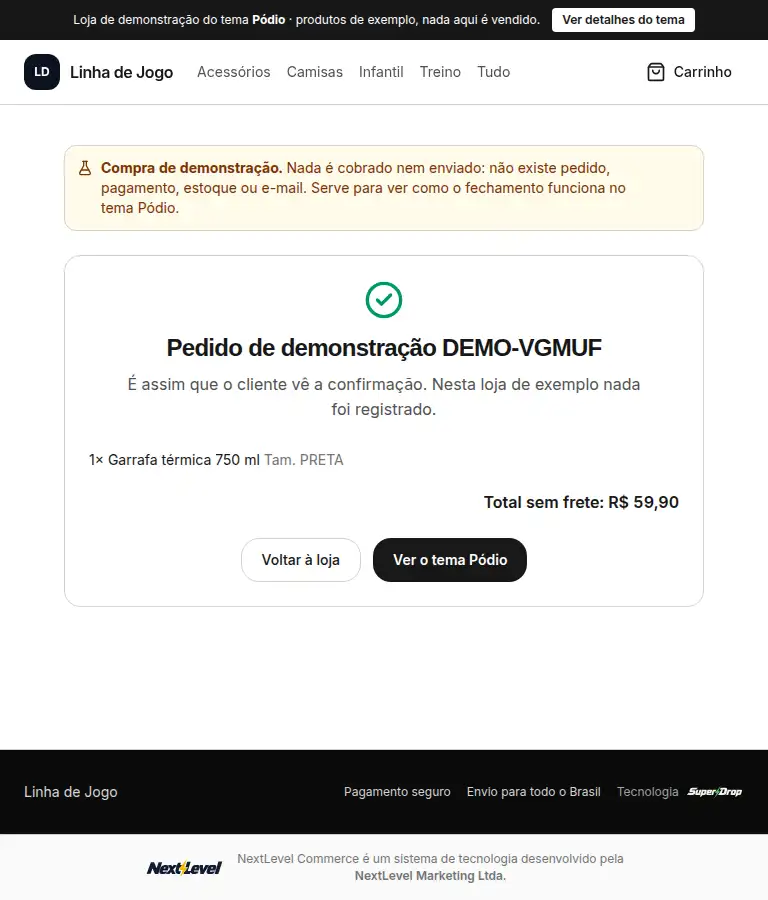 Loja de demonstração do tema Pódio · produtos de exemplo, nada aqui é vendido. Ver detalhes do tema
LD Linha de Jogo Acessórios Camisas Infantil Treino Tudo Carrinho
Compra de demonstração. Nada é cobrado nem enviado: não existe pedido,
pagamento, estoque ou e-mail. Serve para ver como o fechamento funciona no
tema Pódio.
Pedido de demonstração DEMO-VGMUF
É assim que o cliente vê a confirmação. Nesta loja de exemplo nada
foi registrado.
1× Garrafa térmica 750 ml Tam. PRETA
Total sem frete: R$ 59,90
Voltar à loja Ver o tema Pódio
Linha de Jogo Pagamento seguro Envio para todo o Brasil Tecnologia SuperDrop
NextLevel NextLevel Commerce é um sistema de tecnologia desenvolvido pela
NextLevel Marketing Ltda.